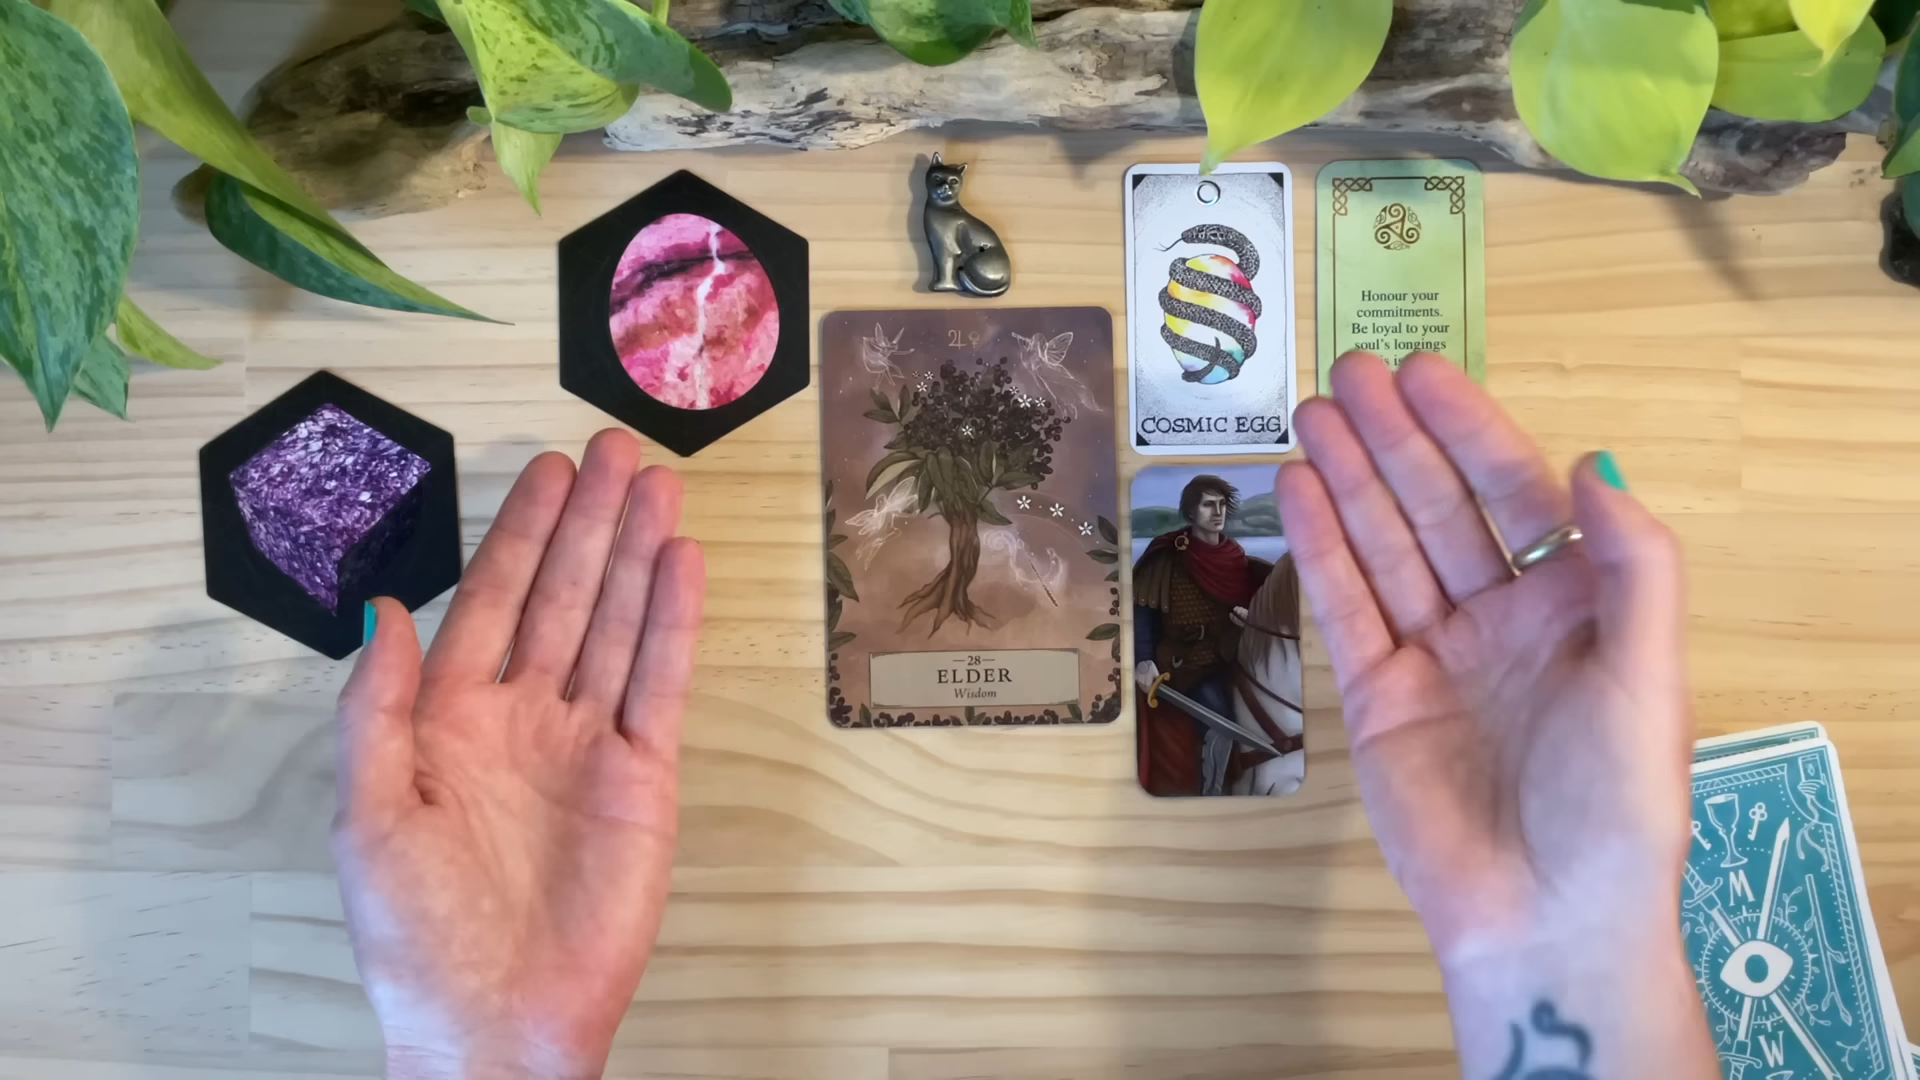 COSMIC EGG
Honour your
commitments.
Be loyal to your
soul's longings
—28—
ELDER
Wisdom
M
W